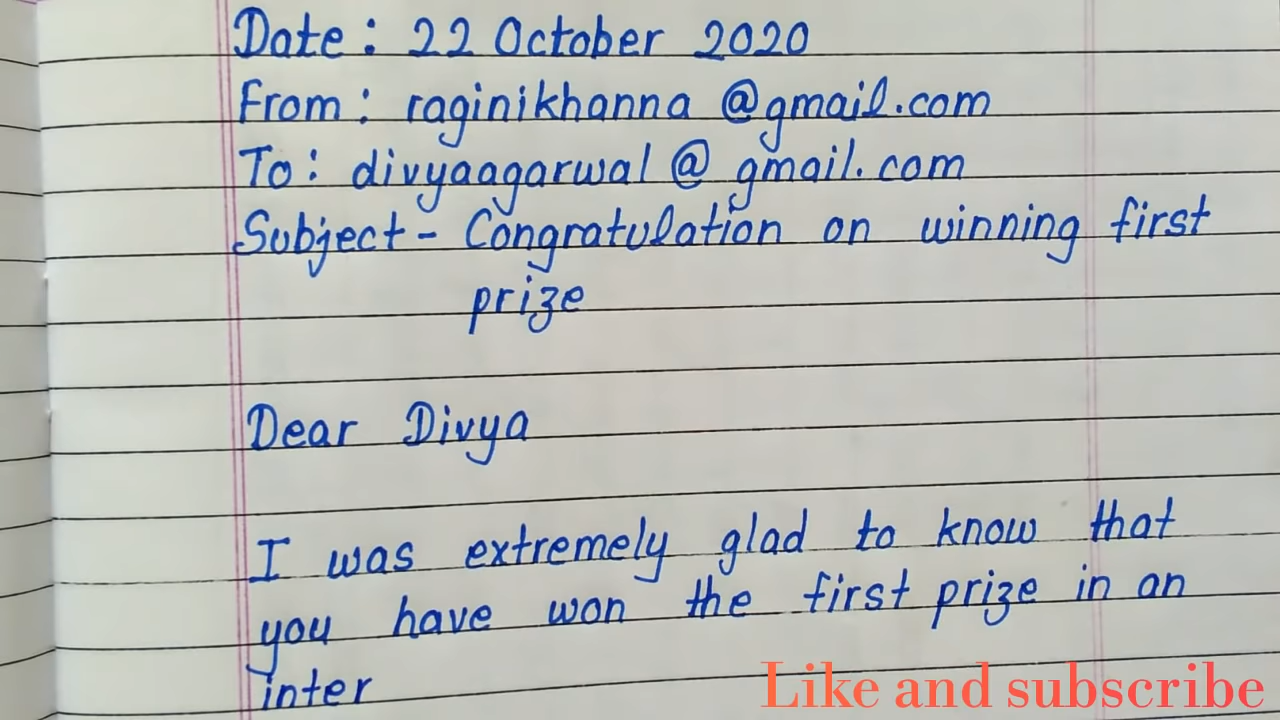 Date : 22 October 2020
From : raginikhanna @gmail.com
To : divyaagarwal @ gmail. com
Subject - Congratulation on winning first
prize
Dear Divya
I was extremely glad to know that
you have won the first prize in an
inter
Like and subscribe